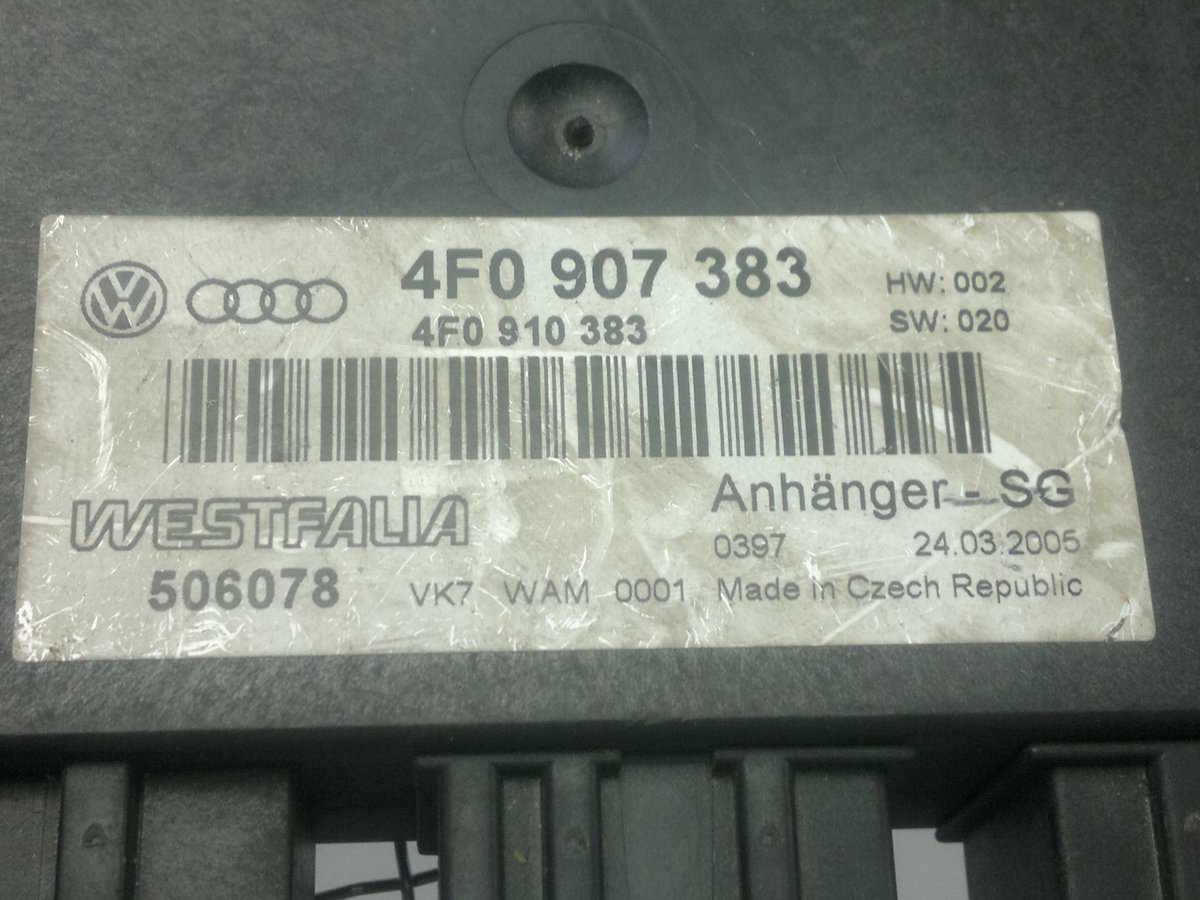 4F0 907 383
HW: 002
4F0 910 383
SW: 020
WESTFALIA
Anhänger - SG
0397 24.03.2005
506078 VK7 WAM 0001 Made in Czech Republic